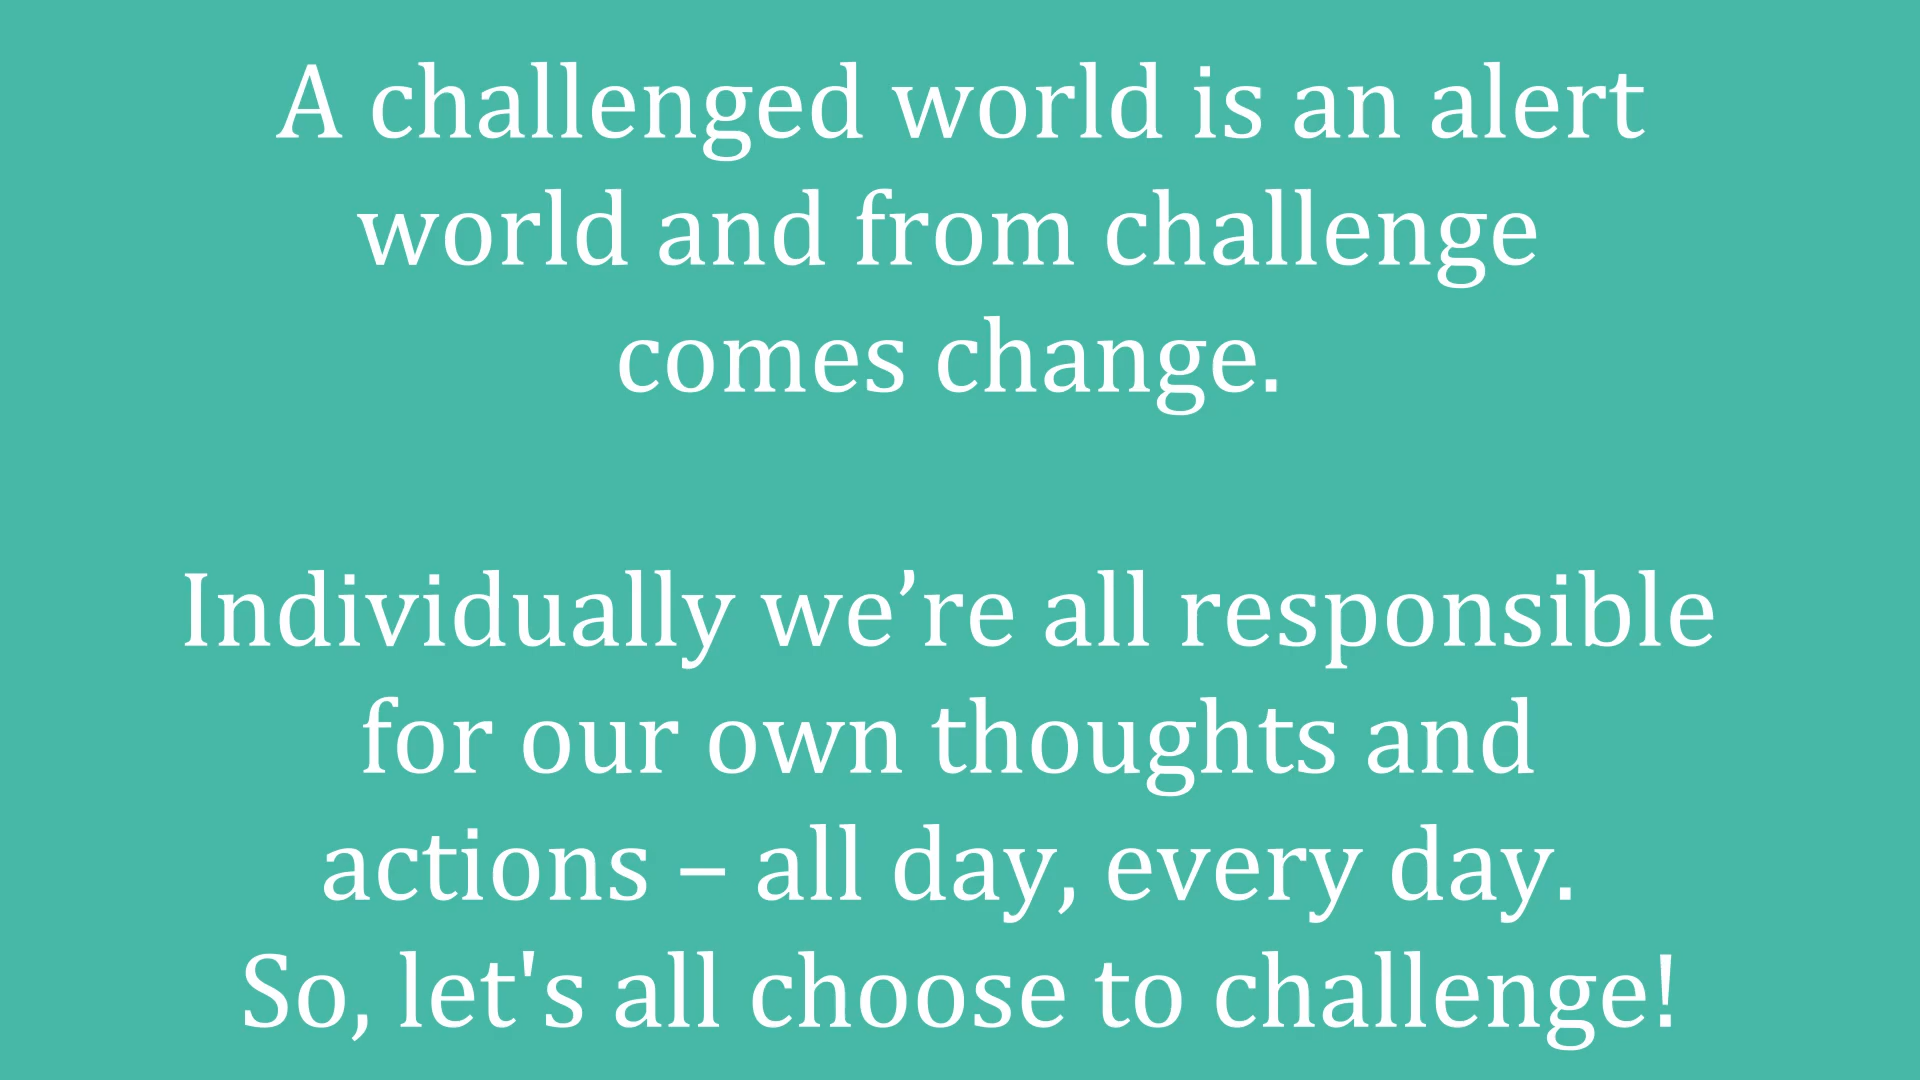 A challenged world is an alert
world and from challenge
comes change.
Individually we’re all responsible
for our own thoughts and
actions – all day, every day.
So, let's all choose to challenge!